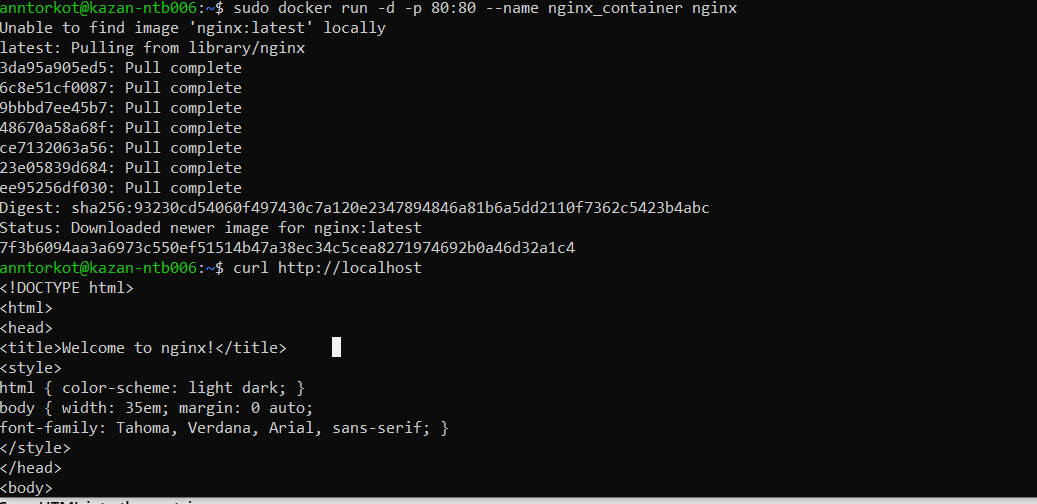 anntorkot@kazan-ntb006:~$ sudo docker run -d -p 80:80 --name nginx_container nginx
Unable to find image 'nginx:latest' locally
latest: Pulling from library/nginx
3da95a905ed5: Pull complete
6c8e51cf0087: Pull complete
9bbbd7ee45b7: Pull complete
48670a58a68f: Pull complete
ce7132063a56: Pull complete
23e05839d684: Pull complete
ee95256df030: Pull complete
Digest: sha256:93230cd54060f497430c7a120e2347894846a81b6a5dd2110f7362c5423b4abc
Status: Downloaded newer image for nginx:latest
7f3b6094aa3a6973c550ef51514b47a38ec34c5cea8271974692b0a46d32a1c4
anntorkot@kazan-ntb006:~$ curl http://localhost
<!DOCTYPE html>
<html>
<head>
<title>Welcome to nginx!</title>
<style>
html { color-scheme: light dark; }
body { width: 35em; margin: 0 auto;
font-family: Tahoma, Verdana, Arial, sans-serif; }
</style>
</head>
<body>